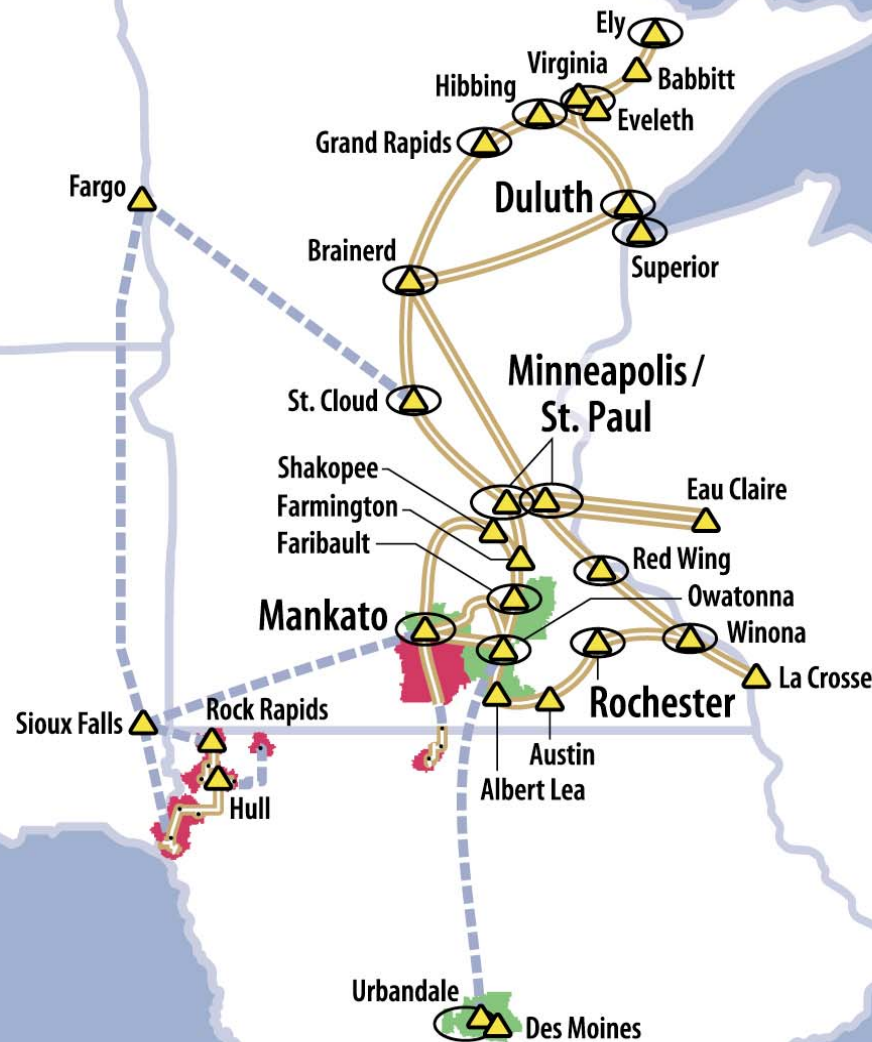 Ely
Virginia
Babbitt
Hibbing
Eveleth
Grand Rapids
Fargo
Duluth
Brainerd
Superior
Minneapolis /
St. Paul
St. Cloud
Shakopee
Eau Claire
Farmington
Faribault
Red Wing
Owatonna
Mankato
Winona
La Crosse
Rochester
Sioux Falls
Rock Rapids
Austin
Albert Lea
Hull
Urbandale
Des Moines